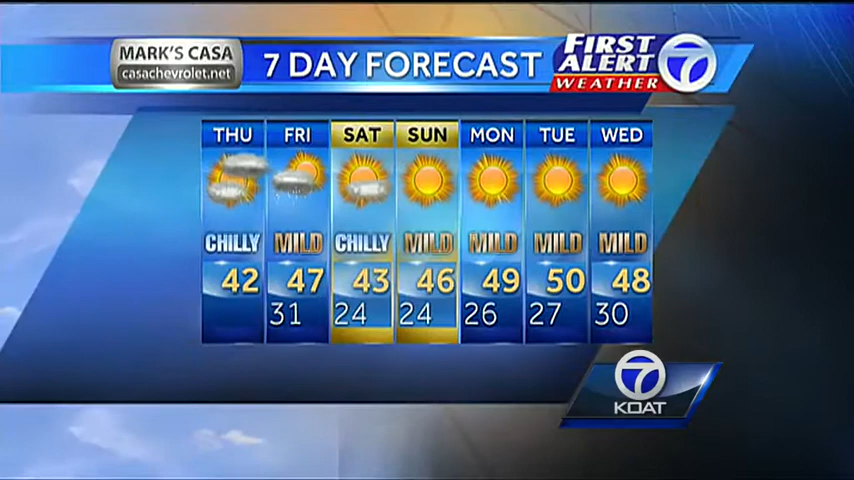 MARK'S CASA
casachevrolet.net
7 DAY FORECAST
FIRST
ALERT
WEATHER
7
THU FRI SAT SUN MON TUE WED
CHILLY MILD CHILLY MILD MILD MILD MILD
42 47 43 46 49 50 48
31 24 24 26 27 30
7
KOAT